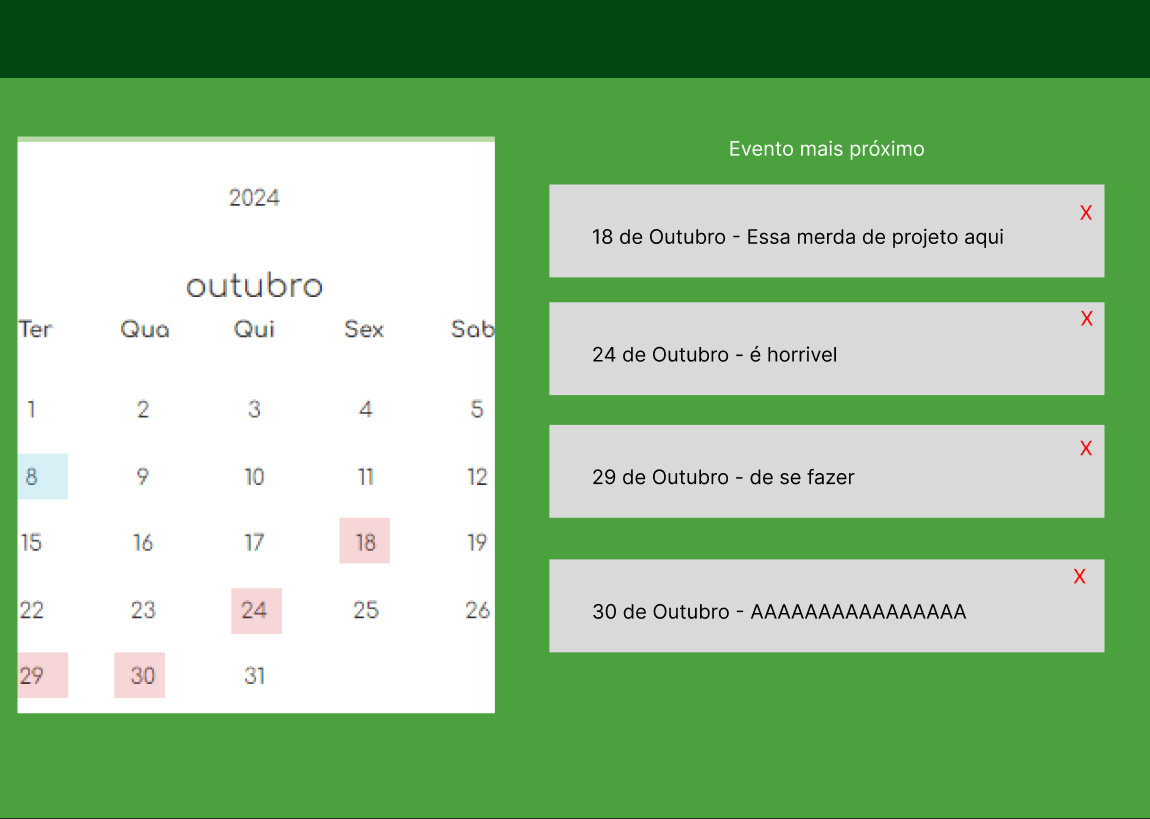 2024
outubro
Ter Qua Qui Sex Sab
1 2 3 4 5
8 9 10 11 12
15 16 17 18 19
22 23 24 25 26
29 30 31
Evento mais próximo
X
18 de Outubro - Essa merda de projeto aqui
X
24 de Outubro - é horrivel
X
29 de Outubro - de se fazer
X
30 de Outubro - AAAAAAAAAAAAAAAA